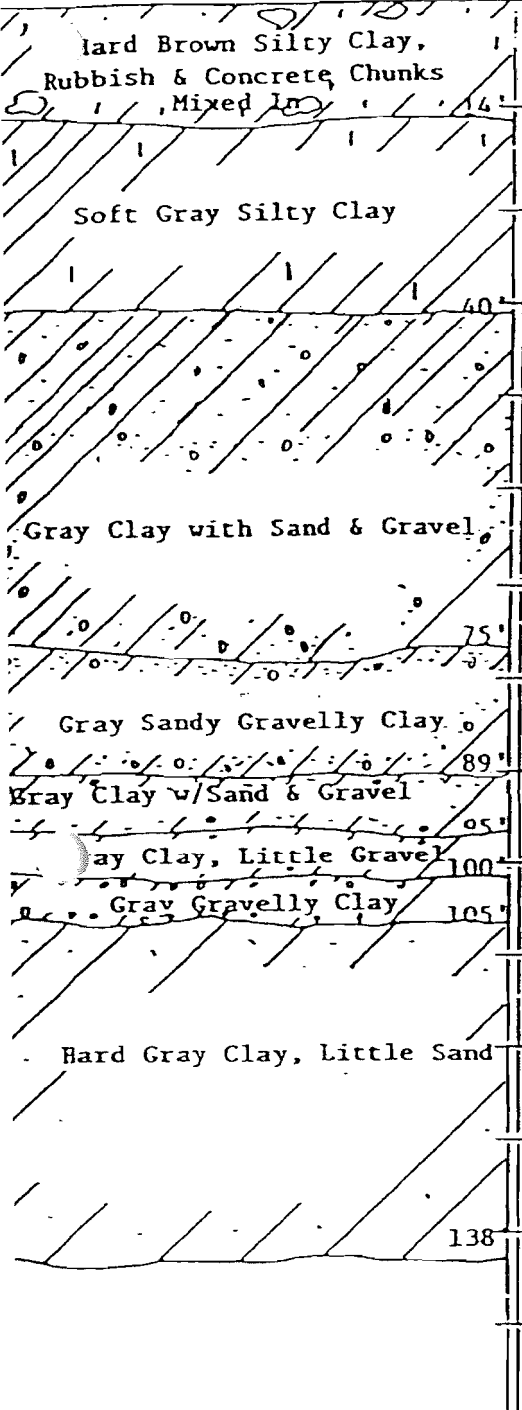 Hard Brown Silty Clay,
Rubbish & Concrete Chunks
Mixed In
14'
Soft Gray Silty Clay
40'
Gray Clay with Sand & Gravel
75'
Gray Sandy Gravelly Clay
89'
Gray Clay w/Sand & Gravel
95'
ay Clay, Little Gravel
100'
Gray Gravelly Clay
105'
Hard Gray Clay, Little Sand
138'